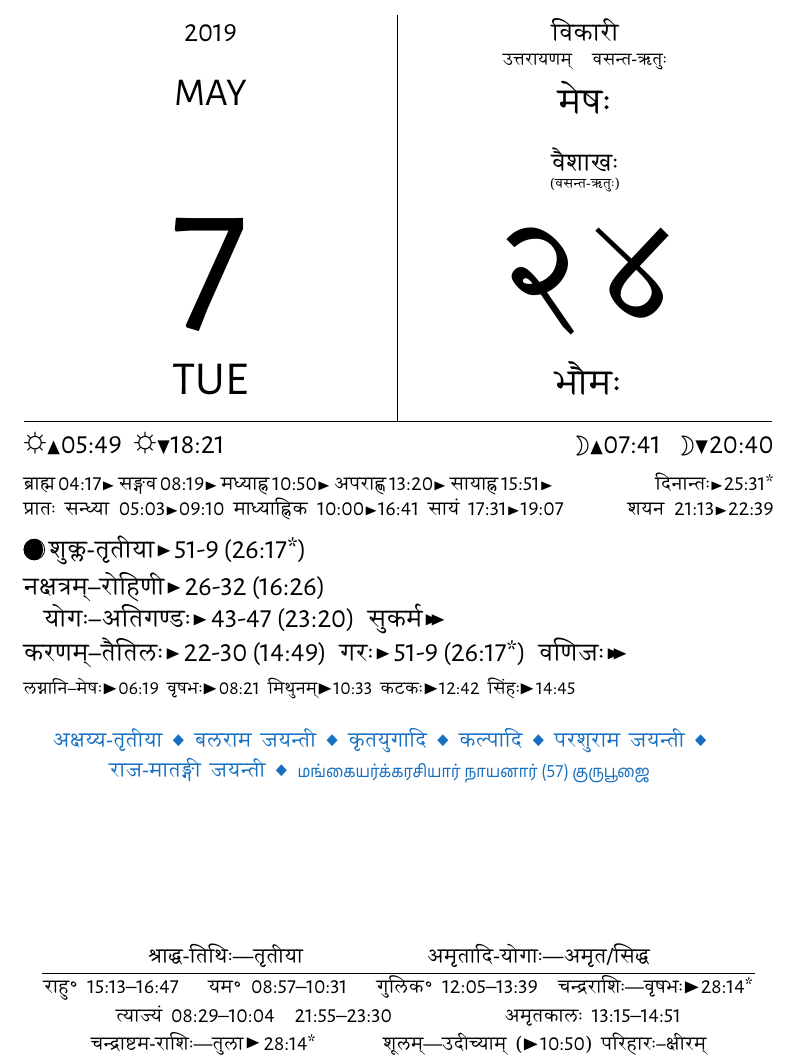 2019
MAY
7
TUE
विकारी
उत्तरायणम् वसन्त-ऋतुः
मेषः
वैशाखः
(वसन्त-ऋतुः)
२४
भौमः
☼▲05:49 ☼▼18:21 ☽▲07:41 ☽▼20:40
ब्राह्म 04:17► सङ्गव 08:19► मध्याह्न 10:50► अपराह्ण 13:20► सायाह्न 15:51► दिनान्तः►25:31*
प्रातः सन्ध्या 05:03►09:10 माध्याह्निक 10:00►16:41 सायं 17:31►19:07 शयन 21:13►22:39
शुक्ल-तृतीया►51-9 (26:17*)
नक्षत्रम्–रोहिणी►26-32 (16:26)
योगः–अतिगण्डः►43-47 (23:20) सुकर्म►►
करणम्–तैतिलः►22-30 (14:49) गरः►51-9 (26:17*) वणिजः►►
लग्नानि–मेषः►06:19 वृषभः►08:21 मिथुनम्►10:33 कटकः►12:42 सिंहः►14:45
अक्षय्य-तृतीया ◆ बलराम जयन्ती ◆ कृतयुगादि ◆ कल्पादि ◆ परशुराम जयन्ती ◆
राज-मातङ्गी जयन्ती ◆ மங்கையர்க்கரசியார் நாயனார் (57) குருபூஜை
श्राद्ध-तिथिः—तृतीया अमृतादि-योगाः—अमृत/सिद्ध
राहु° 15:13–16:47 यम° 08:57–10:31 गुलिक° 12:05–13:39 चन्द्रराशिः—वृषभः►28:14*
त्याज्यं 08:29–10:04 21:55–23:30 अमृतकालः 13:15–14:51
चन्द्राष्टम-राशिः—तुला►28:14* शूलम्—उदीच्याम् (►10:50) परिहारः–क्षीरम्